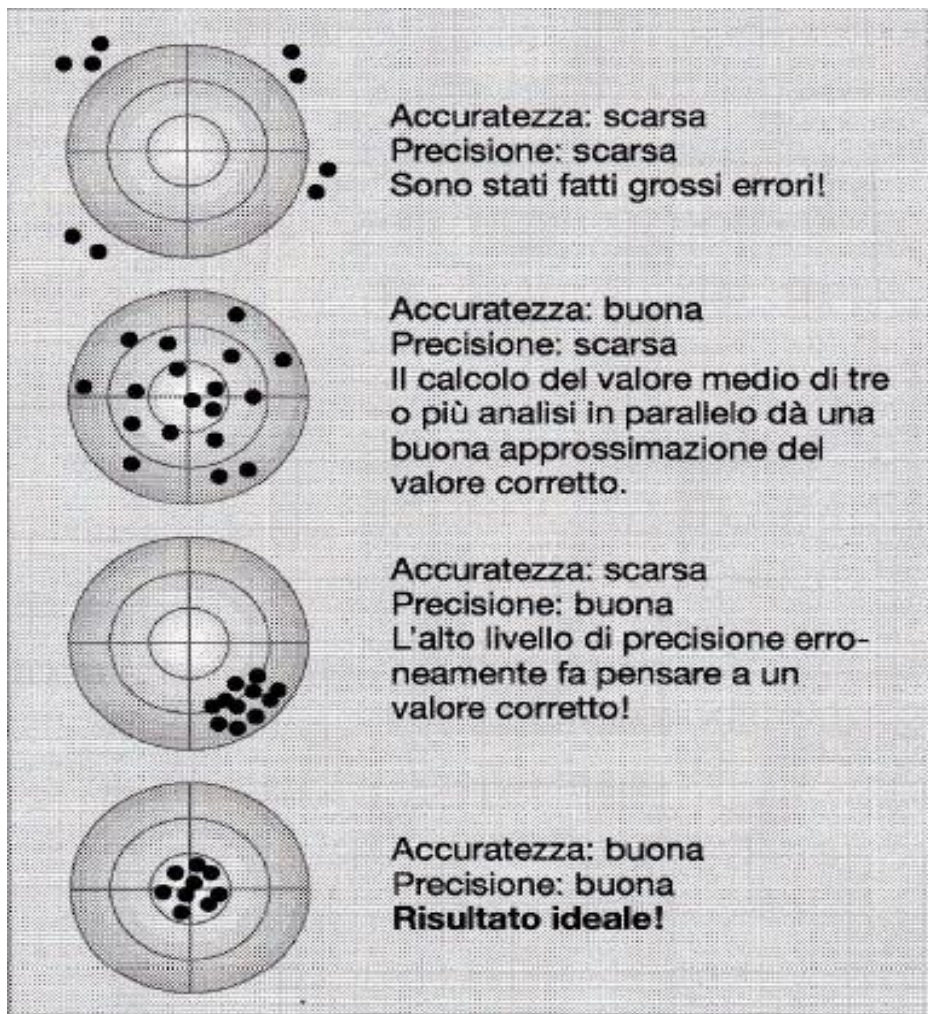 Accuratezza: scarsa
Precisione: scarsa
Sono stati fatti grossi errori!
Accuratezza: buona
Precisione: scarsa
Il calcolo del valore medio di tre
o più analisi in parallelo dà una
buona approssimazione del
valore corretto.
Accuratezza: scarsa
Precisione: buona
L'alto livello di precisione erro-
neamente fa pensare a un
valore corretto!
Accuratezza: buona
Precisione: buona
Risultato ideale!